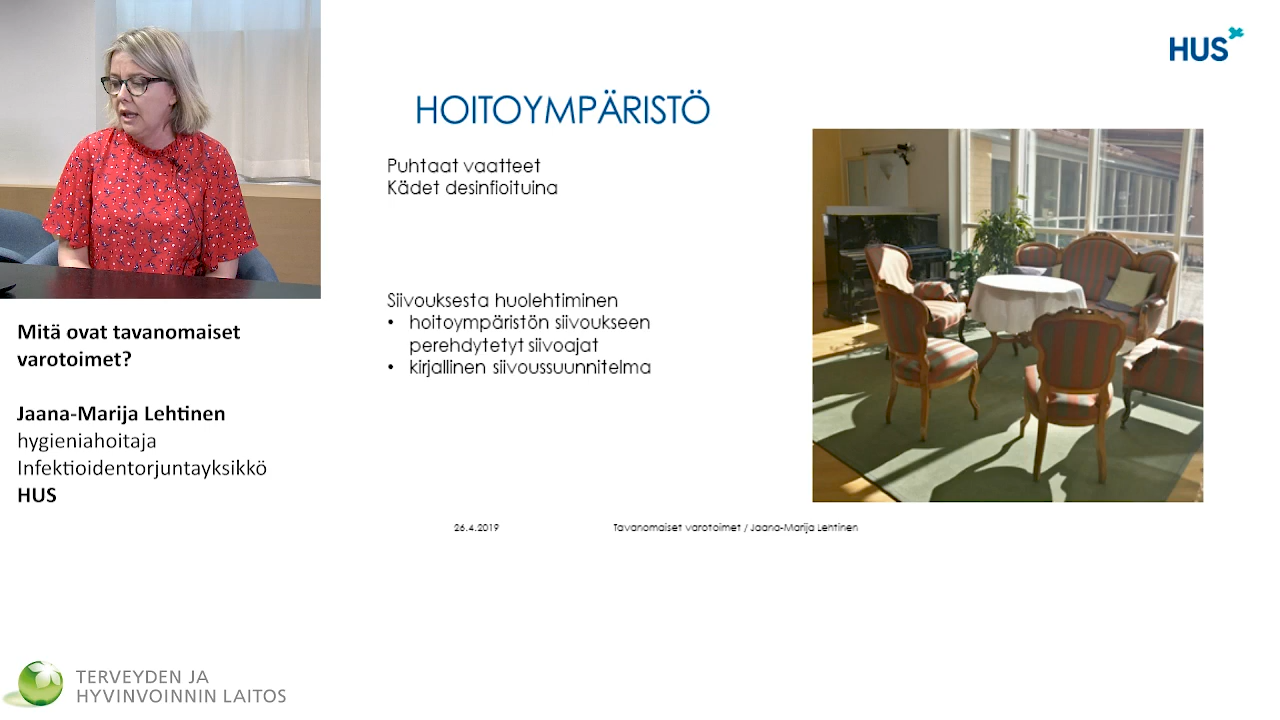 HUS
HOITOYMPÄRISTÖ
Puhtaat vaatteet
Kädet desinfioituina
Siivouksesta huolehtiminen
• hoitoympäristön siivoukseen
perehdytetyt siivoajat
• kirjallinen siivoussuunnitelma
26.4.2019
Tavanomaiset varotoimet / Jaana-Marija Lehtinen
Mitä ovat tavanomaiset
varotoimet?
Jaana-Marija Lehtinen
hygieniahoitaja
Infektioidentorjuntayksikkö
HUS
TERVEYDEN JA
HYVINVOINNIN LAITOS